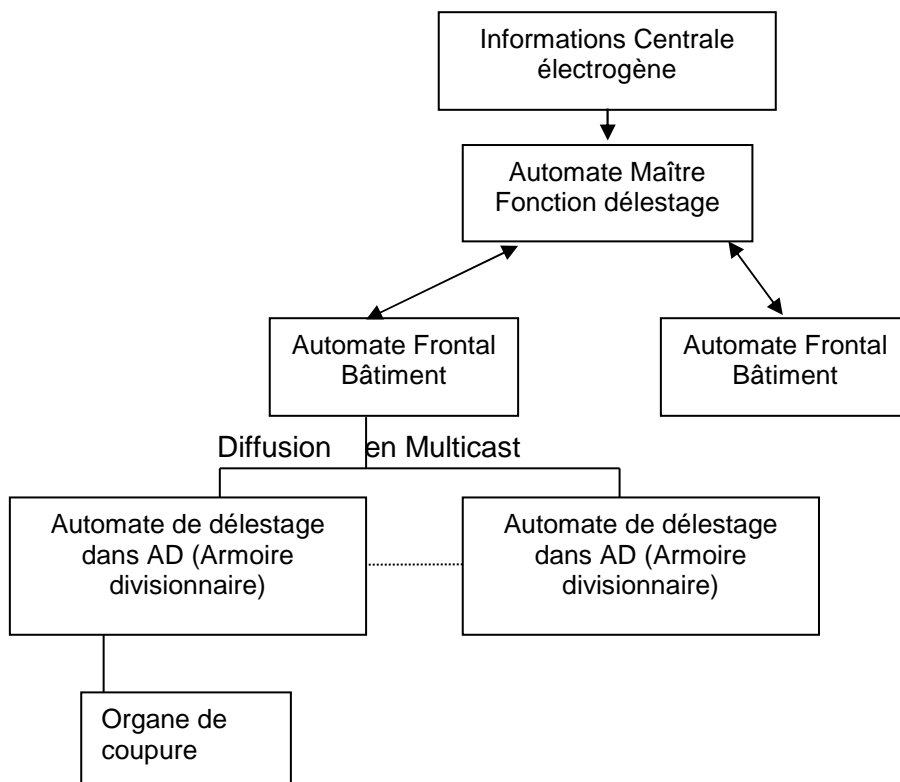 Informations Centrale
électrogène
Automate Maître
Fonction délestage
Automate Frontal
Bâtiment
Automate Frontal
Bâtiment
Diffusion en Multicast
Automate de délestage
dans AD (Armoire
divisionnaire)
Automate de délestage
dans AD (Armoire
divisionnaire)
Organe de
coupure